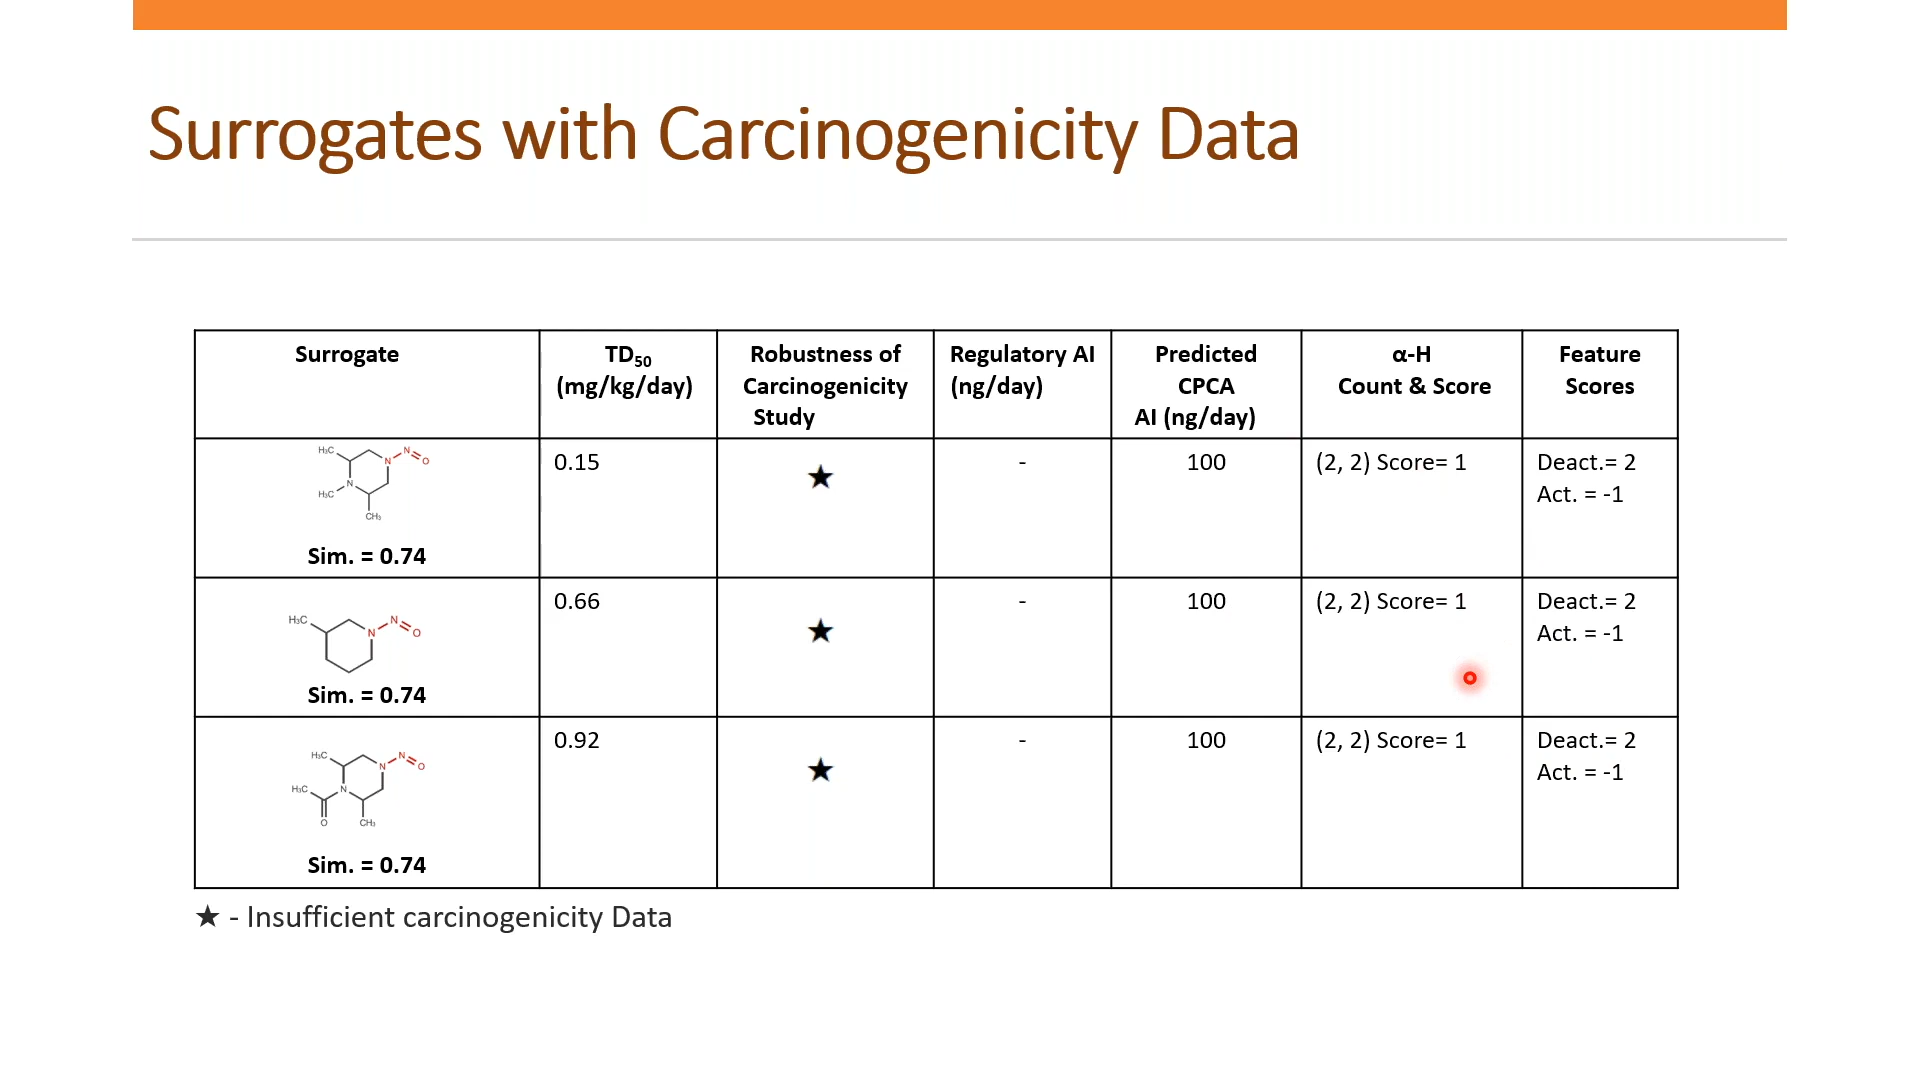 Surrogates with Carcinogenicity Data
Surrogate
TD50
(mg/kg/day)
Robustness of
Carcinogenicity
Study
Regulatory AI
(ng/day)
Predicted
CPCA
AI (ng/day)
α-H
Count & Score
Feature
Scores
H₃C
N
N
O
N
H₃C
CH₃
Sim. = 0.74
0.15
★
-
100
(2, 2) Score= 1
Deact.= 2
Act. = -1
H₃C
N
N
O
Sim. = 0.74
0.66
★
-
100
(2, 2) Score= 1
Deact.= 2
Act. = -1
H₃C
N
N
O
H₃C
N
O
CH₃
Sim. = 0.74
0.92
★
-
100
(2, 2) Score= 1
Deact.= 2
Act. = -1
★ - Insufficient carcinogenicity Data